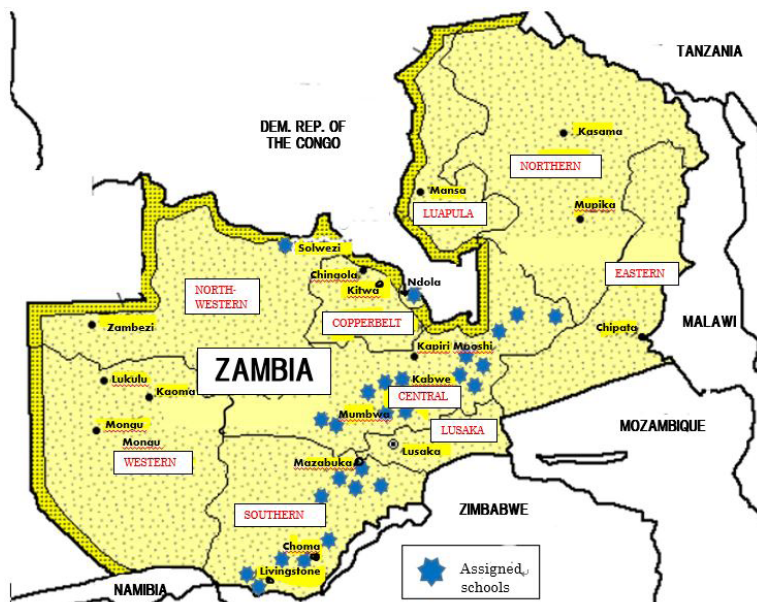 TANZANIA
DEM. REP. OF
THE CONGO
Kasama
NORTHERN
Mansa
LUAPULA
Mupika
Solwezi
EASTERN
Chingola
NORTH-
WESTERN
Kitwa
Ndola
COPPERBELT
Zambezi
Chipata
MALAWI
Kapiri Mposhi
ZAMBIA
Lukulu
Kabwe
Kaoma
CENTRAL
Mumbwa
MOZAMBIQUE
Mongu
LUSAKA
Mongu
Lusaka
WESTERN
Mazabuka
SOUTHERN
ZIMBABWE
Choma
Livingstone
Assigned
schools
NAMIBIA